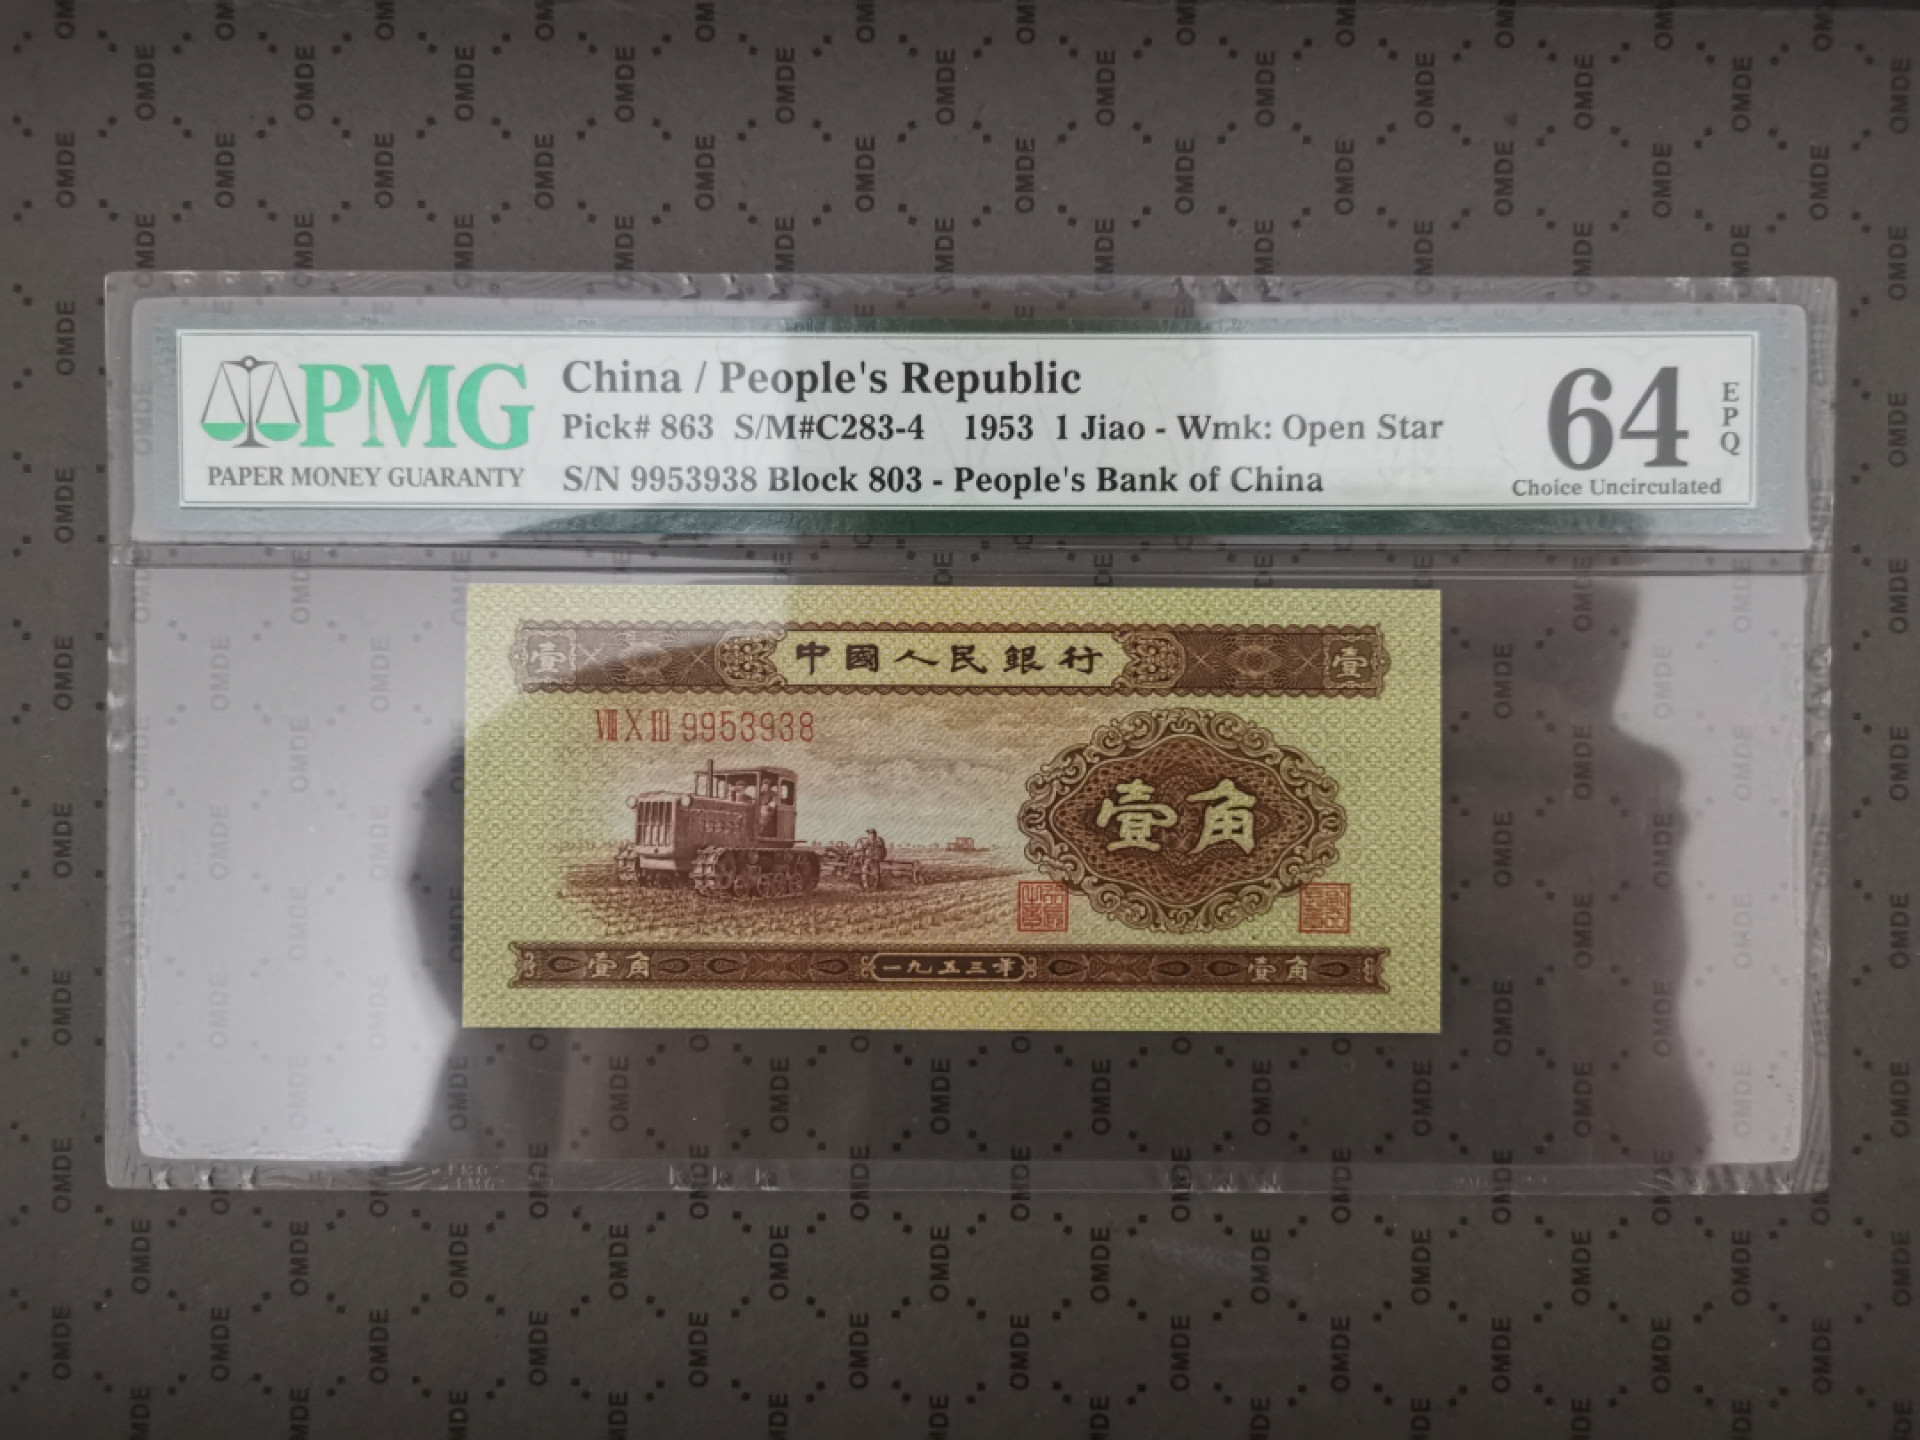 PMG
PAPER MONEY GUARANTY
China / People's Republic
Pick# 863 S/M#C283-4 1953 1 Jiao - Wmk: Open Star
S/N 9953938 Block 803 - People's Bank of China
64
EPQ
Choice Uncirculated
壹 中國人民銀行 壹
VIII X III 9953938
壹角
壹角 一九五三年 壹角
OMDE